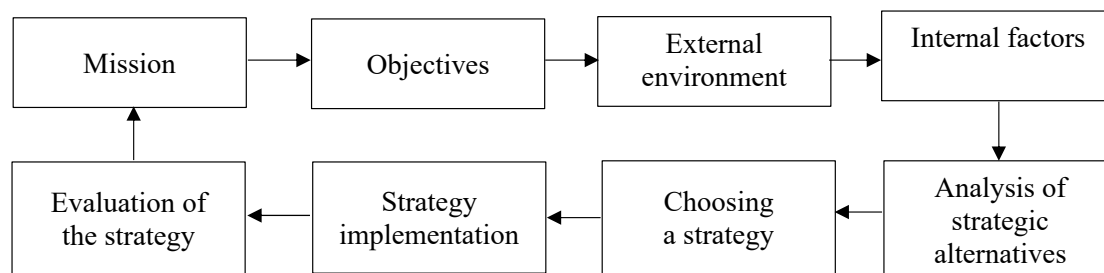 Mission
Objectives
External
environment
Internal factors
Evaluation of
the strategy
Strategy
implementation
Choosing
a strategy
Analysis of
strategic
alternatives